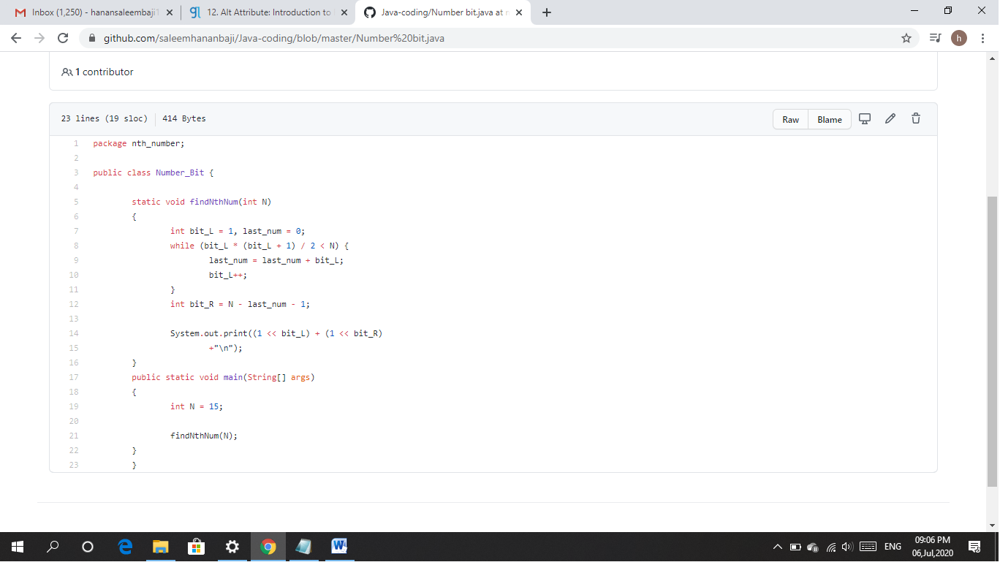 Inbox (1,250) - hanansaleembaji1
12. Alt Attribute: Introduction to
Java-coding/Number bit.java at
github.com/saleemhananbaji/Java-coding/blob/master/Number%20bit.java
h
1 contributor
23 lines (19 sloc) 414 Bytes
Raw Blame
1 package nth_number;
2
3 public class Number_Bit {
4
5 static void findNthNum(int N)
6 {
7 int bit_L = 1, last_num = 0;
8 while (bit_L * (bit_L + 1) / 2 < N) {
9 last_num = last_num + bit_L;
10 bit_L++;
11 }
12 int bit_R = N - last_num - 1;
13
14 System.out.print((1 << bit_L) + (1 << bit_R)
15 +"\n");
16 }
17 public static void main(String[] args)
18 {
19 int N = 15;
20
21 findNthNum(N);
22 }
23 }
ENG
09:06 PM
06,Jul,2020